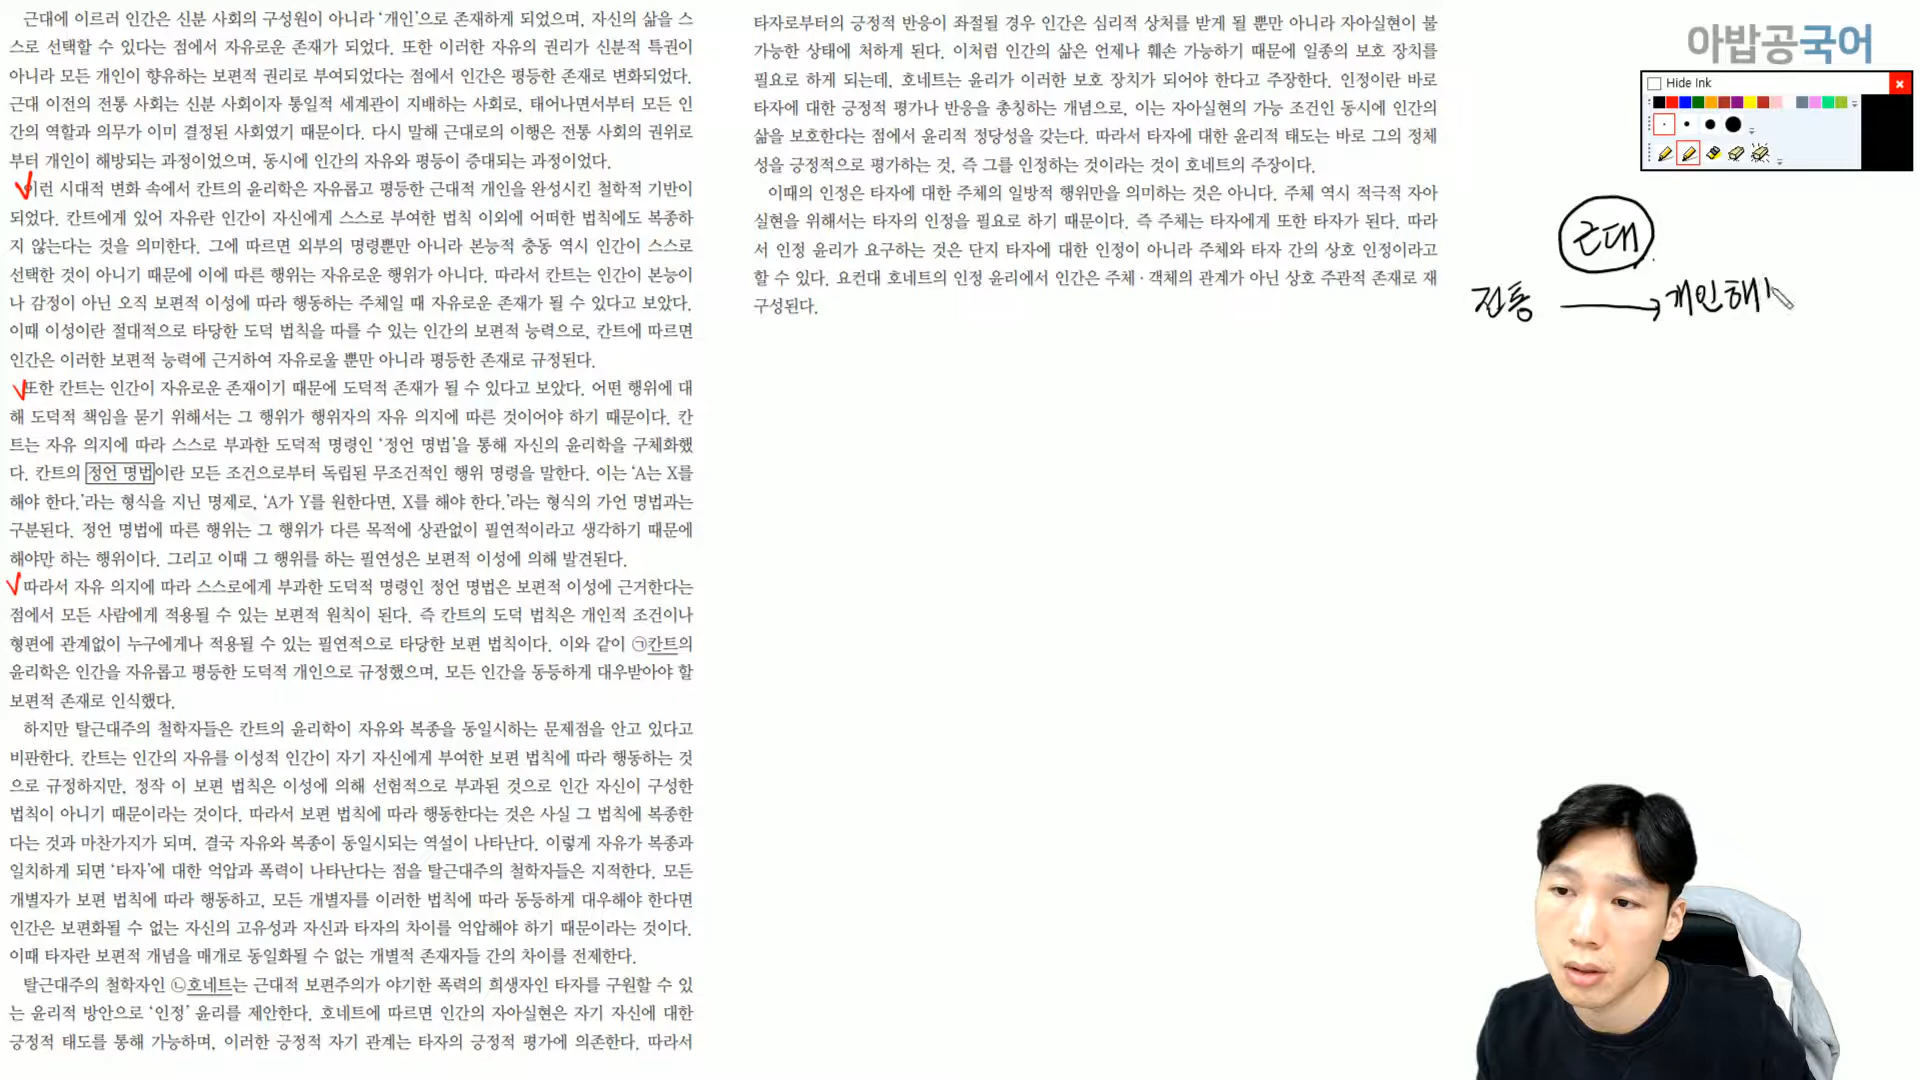 근대에 이르러 인간은 신분 사회의 구성원이 아니라 ‘개인’으로 존재하게 되었으며, 자신의 삶을 스
스로 선택할 수 있다는 점에서 자유로운 존재가 되었다. 또한 이러한 자유의 권리가 신분적 특권이
아니라 모든 개인이 향유하는 보편적 권리로 부여되었다는 점에서 인간은 평등한 존재로 변화되었다.
근대 이전의 전통 사회는 신분 사회이자 통일적 세계관이 지배하는 사회로, 태어나면서부터 모든 인
간의 역할과 의무가 이미 결정된 사회였기 때문이다. 다시 말해 근대로의 이행은 전통 사회의 권위로
부터 개인이 해방되는 과정이었으며, 동시에 인간의 자유와 평등이 증대되는 과정이었다.
이런 시대적 변화 속에서 칸트의 윤리학은 자유롭고 평등한 근대적 개인을 완성시킨 철학적 기반이
되었다. 칸트에게 있어 자유란 인간이 자신에게 스스로 부여한 법칙 이외에 어떠한 법칙에도 복종하
지 않는다는 것을 의미한다. 그에 따르면 외부의 명령뿐만 아니라 본능적 충동 역시 인간이 스스로
선택한 것이 아니기 때문에 이에 따른 행위는 자유로운 행위가 아니다. 따라서 칸트는 인간이 본능이
나 감정이 아닌 오직 보편적 이성에 따라 행동하는 주체일 때 자유로운 존재가 될 수 있다고 보았다.
이때 이성이란 절대적으로 타당한 도덕 법칙을 따를 수 있는 인간의 보편적 능력으로, 칸트에 따르면
인간은 이러한 보편적 능력에 근거하여 자유로울 뿐만 아니라 평등한 존재로 규정된다.
또한 칸트는 인간이 자유로운 존재이기 때문에 도덕적 존재가 될 수 있다고 보았다. 어떤 행위에 대
해 도덕적 책임을 묻기 위해서는 그 행위가 행위자의 자유 의지에 따른 것이어야 하기 때문이다. 칸
트는 자유 의지에 따라 스스로 부과한 도덕적 명령인 ‘정언 명법’을 통해 자신의 윤리학을 구체화했
다. 칸트의 정언 명법이란 모든 조건으로부터 독립된 무조건적인 행위 명령을 말한다. 이는 ‘A는 X를
해야 한다.’라는 형식을 지닌 명제로, ‘A가 Y를 원한다면, X를 해야 한다.’라는 형식의 가언 명법과는
구분된다. 정언 명법에 따른 행위는 그 행위가 다른 목적에 상관없이 필연적이라고 생각하기 때문에
해야만 하는 행위이다. 그리고 이때 그 행위를 하는 필연성은 보편적 이성에 의해 발견된다.
따라서 자유 의지에 따라 스스로에게 부과한 도덕적 명령인 정언 명법은 보편적 이성에 근거한다는
점에서 모든 사람에게 적용될 수 있는 보편적 원칙이 된다. 즉 칸트의 도덕 법칙은 개인적 조건이나
형편에 관계없이 누구에게나 적용될 수 있는 필연적으로 타당한 보편 법칙이다. 이와 같이 ㉠칸트의
윤리학은 인간을 자유롭고 평등한 도덕적 개인으로 규정했으며, 모든 인간을 동등하게 대우받아야 할
보편적 존재로 인식했다.
하지만 탈근대주의 철학자들은 칸트의 윤리학이 자유와 복종을 동일시하는 문제점을 안고 있다고
비판한다. 칸트는 인간의 자유를 이성적 인간이 자기 자신에게 부여한 보편 법칙에 따라 행동하는 것
으로 규정하지만, 정작 이 보편 법칙은 이성에 의해 선험적으로 부과된 것으로 인간 자신이 구성한
법칙이 아니기 때문이라는 것이다. 따라서 보편 법칙에 따라 행동한다는 것은 사실 그 법칙에 복종한
다는 것과 마찬가지가 되며, 결국 자유와 복종이 동일시되는 역설이 나타난다. 이렇게 자유가 복종과
일치하게 되면 ‘타자’에 대한 억압과 폭력이 나타난다는 점을 탈근대주의 철학자들은 지적한다. 모든
개별자가 보편 법칙에 따라 행동하고, 모든 개별자를 이러한 법칙에 따라 동등하게 대우해야 한다면
인간은 보편화될 수 없는 자신의 고유성과 자신과 타자의 차이를 억압해야 하기 때문이라는 것이다.
이때 타자란 보편적 개념을 매개로 동일화될 수 없는 개별적 존재자들 간의 차이를 전제한다.
탈근대주의 철학자인 ㉡호네트는 근대적 보편주의가 야기한 폭력의 희생자인 타자를 구원할 수 있
는 윤리적 방안으로 ‘인정’ 윤리를 제안한다. 호네트에 따르면 인간의 자아실현은 자기 자신에 대한
긍정적 태도를 통해 가능하며, 이러한 긍정적 자기 관계는 타자의 긍정적 평가에 의존한다. 따라서
타자로부터의 긍정적 반응이 좌절될 경우 인간은 심리적 상처를 받게 될 뿐만 아니라 자아실현이 불
가능한 상태에 처하게 된다. 이처럼 인간의 삶은 언제나 훼손 가능하기 때문에 일종의 보호 장치를
필요로 하게 되는데, 호네트는 윤리가 이러한 보호 장치가 되어야 한다고 주장한다. 인정이란 바로
타자에 대한 긍정적 평가나 반응을 총칭하는 개념으로, 이는 자아실현의 가능 조건인 동시에 인간의
삶을 보호한다는 점에서 윤리적 정당성을 갖는다. 따라서 타자에 대한 윤리적 태도는 바로 그의 정체
성을 긍정적으로 평가하는 것, 즉 그를 인정하는 것이라는 것이 호네트의 주장이다.
이때의 인정은 타자에 대한 주체의 일방적 행위만을 의미하는 것은 아니다. 주체 역시 적극적 자아
실현을 위해서는 타자의 인정을 필요로 하기 때문이다. 즉 주체는 타자에게 또한 타자가 된다. 따라
서 인정 윤리가 요구하는 것은 단지 타자에 대한 인정이 아니라 주체와 타자 간의 상호 인정이라고
할 수 있다. 요컨대 호네트의 인정 윤리에서 인간은 주체·객체의 관계가 아닌 상호 주관적 존재로 재
구성된다.
아밥공국어
Hide Ink
근대
전통 → 개인해